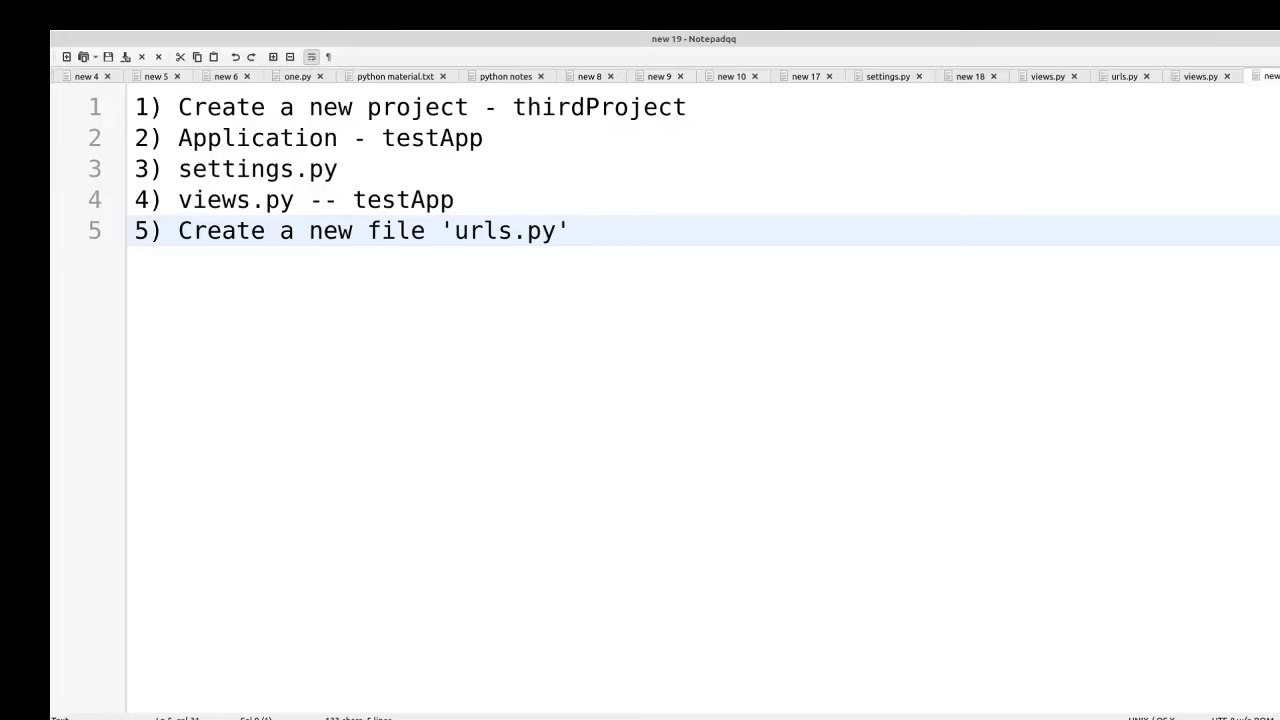 new 19 - Notepadqq
new 4 new 5 new 6 one.py python material.txt python notes new 8 new 9 new 10 new 17 settings.py new 18 views.py urls.py views.py new
1 1) Create a new project - thirdProject
2 2) Application - testApp
3 3) settings.py
4 4) views.py -- testApp
5 5) Create a new file 'urls.py'